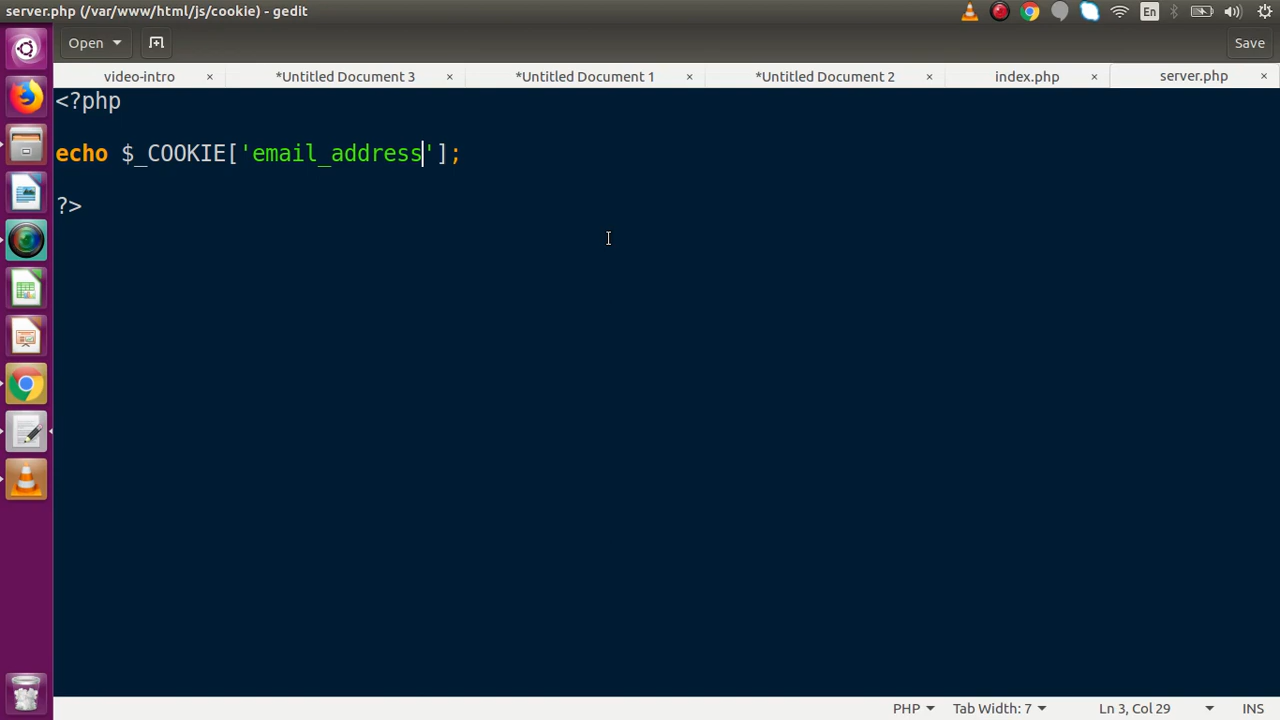 server.php (/var/www/html/js/cookie) - gedit
En
Open
Save
video-intro × *Untitled Document 3 × *Untitled Document 1 × *Untitled Document 2 × index.php × server.php ×
<?php
echo $_COOKIE['email_address'];
?>
PHP Tab Width: 7 Ln 3, Col 29 INS